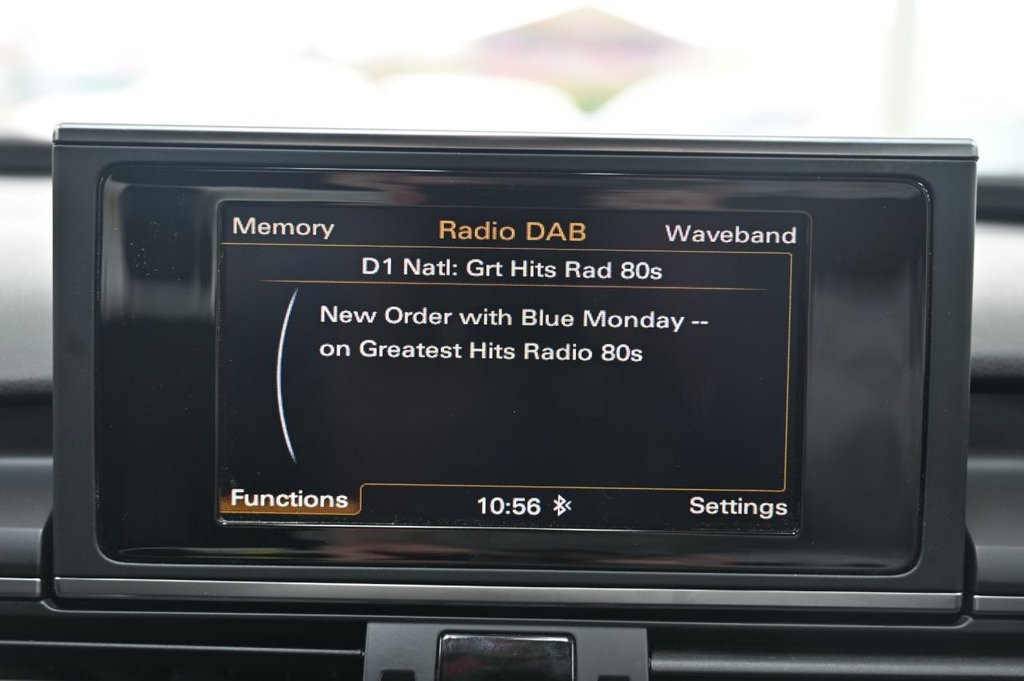 Memory Radio DAB Waveband
D1 Natl: Grt Hits Rad 80s
New Order with Blue Monday --
on Greatest Hits Radio 80s
Functions 10:56 Settings